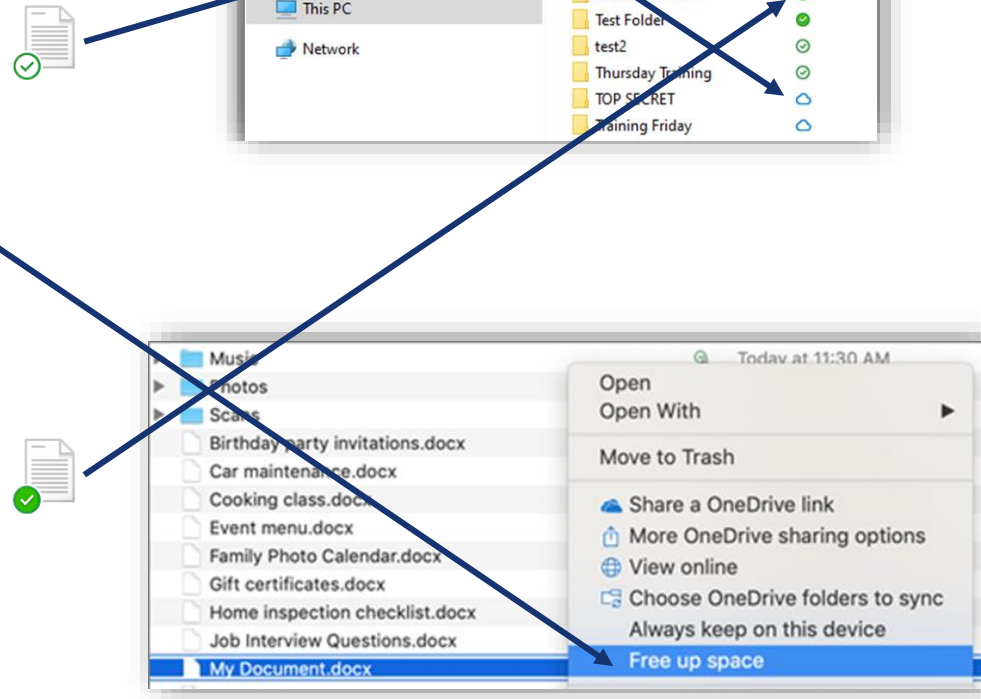 This PC
Network
Test Folder
test2
Thursday Training
TOP SECRET
Training Friday
Music
Today at 11:30 AM
Photos
Scans
Birthday party invitations.docx
Car maintenance.docx
Cooking class.docx
Event menu.docx
Family Photo Calendar.docx
Gift certificates.docx
Home inspection checklist.docx
Job Interview Questions.docx
My Document.docx
Open
Open With
Move to Trash
Share a OneDrive link
More OneDrive sharing options
View online
Choose OneDrive folders to sync
Always keep on this device
Free up space